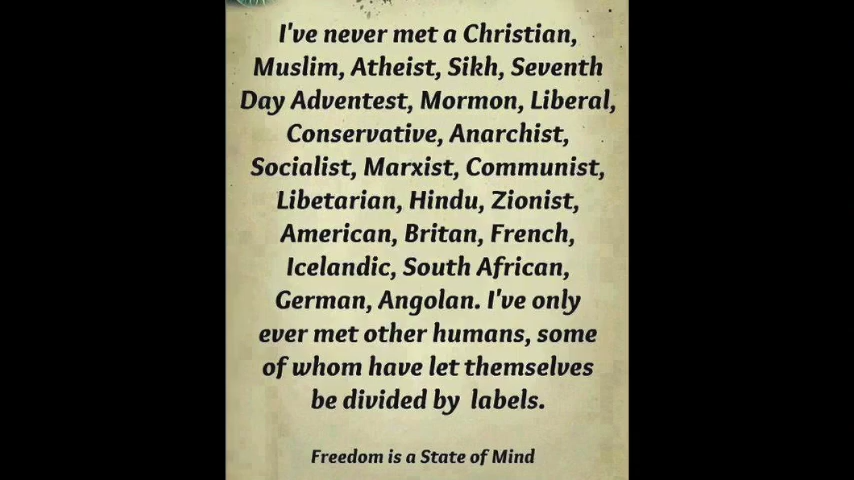 I've never met a Christian,
Muslim, Atheist, Sikh, Seventh
Day Adventest, Mormon, Liberal,
Conservative, Anarchist,
Socialist, Marxist, Communist,
Libetarian, Hindu, Zionist,
American, Britan, French,
Icelandic, South African,
German, Angolan. I've only
ever met other humans, some
of whom have let themselves
be divided by labels.
Freedom is a State of Mind